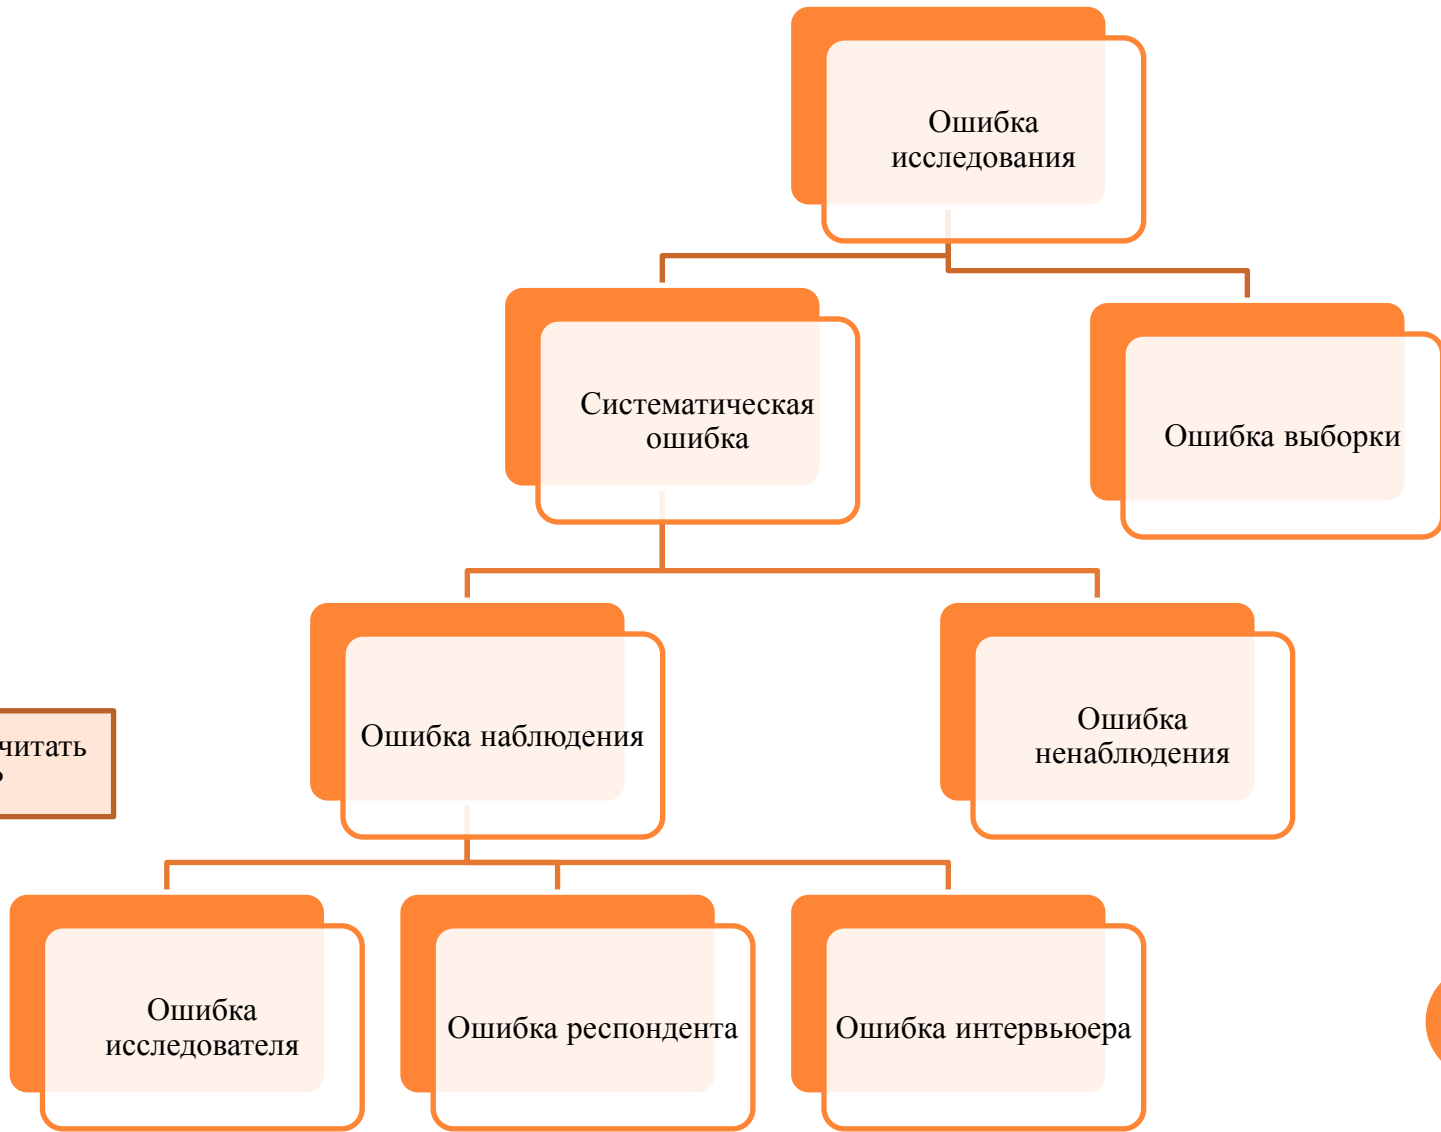 Ошибка
исследования
Систематическая
ошибка
Ошибка выборки
Ошибка наблюдения
Ошибка
ненаблюдения
читать
?
Ошибка
исследователя
Ошибка респондента
Ошибка интервьюера